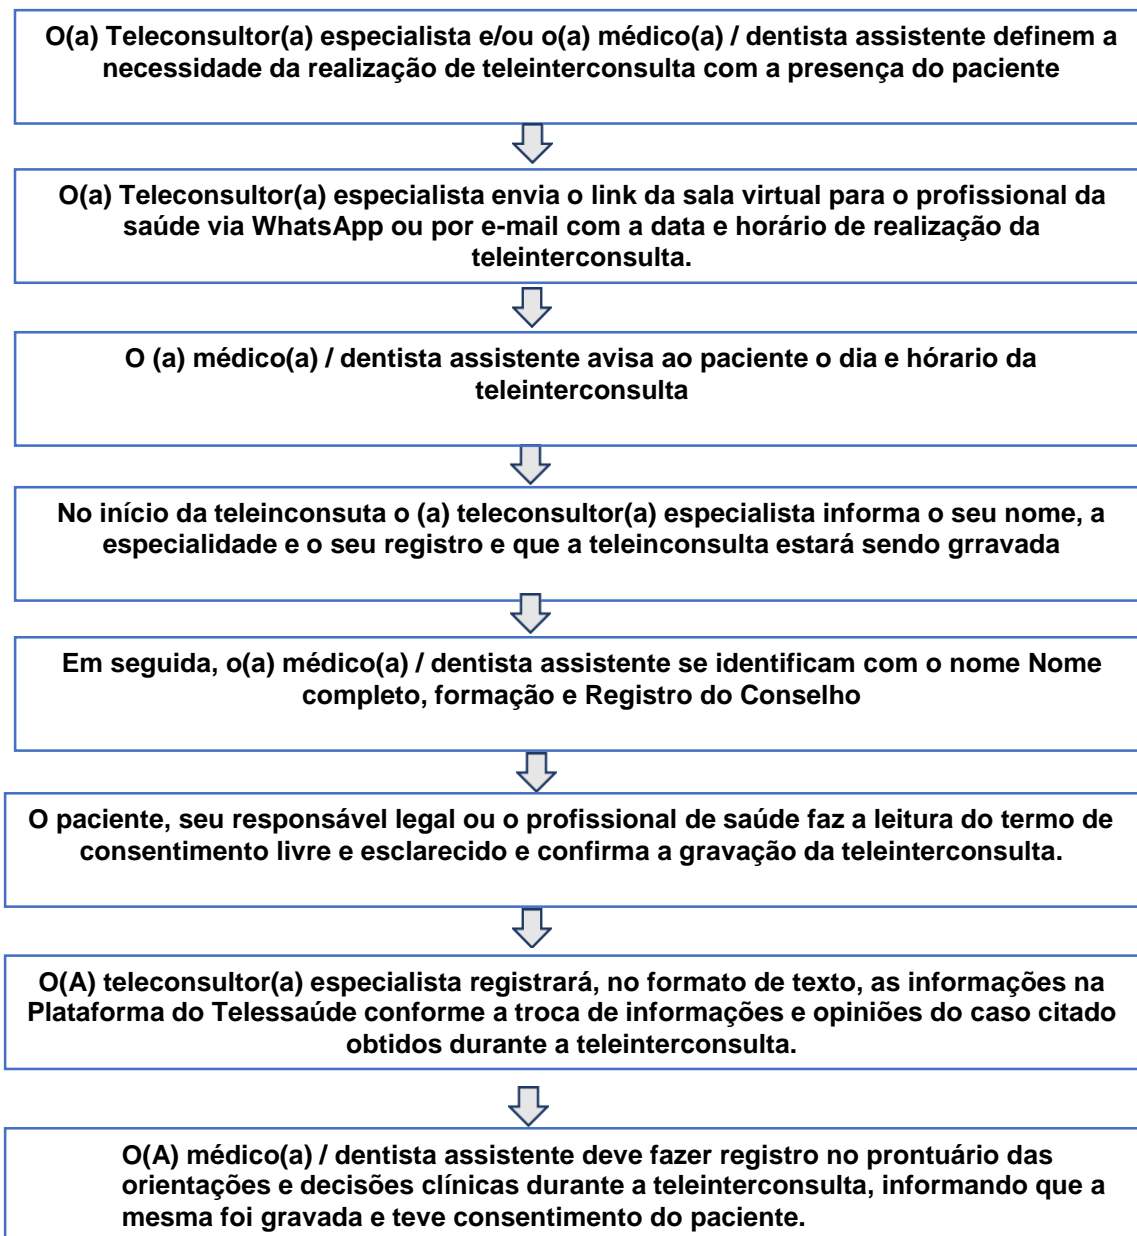 O(a) Teleconsultor(a) especialista e/ou o(a) médico(a) / dentista assistente definem a
necessidade da realização de teleinterconsulta com a presença do paciente
O(a) Teleconsultor(a) especialista envia o link da sala virtual para o profissional da
saúde via WhatsApp ou por e-mail com a data e horário de realização da
teleinterconsulta.
O (a) médico(a) / dentista assistente avisa ao paciente o dia e hórario da
teleinterconsulta
No início da teleinconsuta o (a) teleconsultor(a) especialista informa o seu nome, a
especialidade e o seu registro e que a teleinconsulta estará sendo grravada
Em seguida, o(a) médico(a) / dentista assistente se identificam com o nome Nome
completo, formação e Registro do Conselho
O paciente, seu responsável legal ou o profissional de saúde faz a leitura do termo de
consentimento livre e esclarecido e confirma a gravação da teleinterconsulta.
O(A) teleconsultor(a) especialista registrará, no formato de texto, as informações na
Plataforma do Telessaúde conforme a troca de informações e opiniões do caso citado
obtidos durante a teleinterconsulta.
O(A) médico(a) / dentista assistente deve fazer registro no prontuário das
orientações e decisões clínicas durante a teleinterconsulta, informando que a
mesma foi gravada e teve consentimento do paciente.